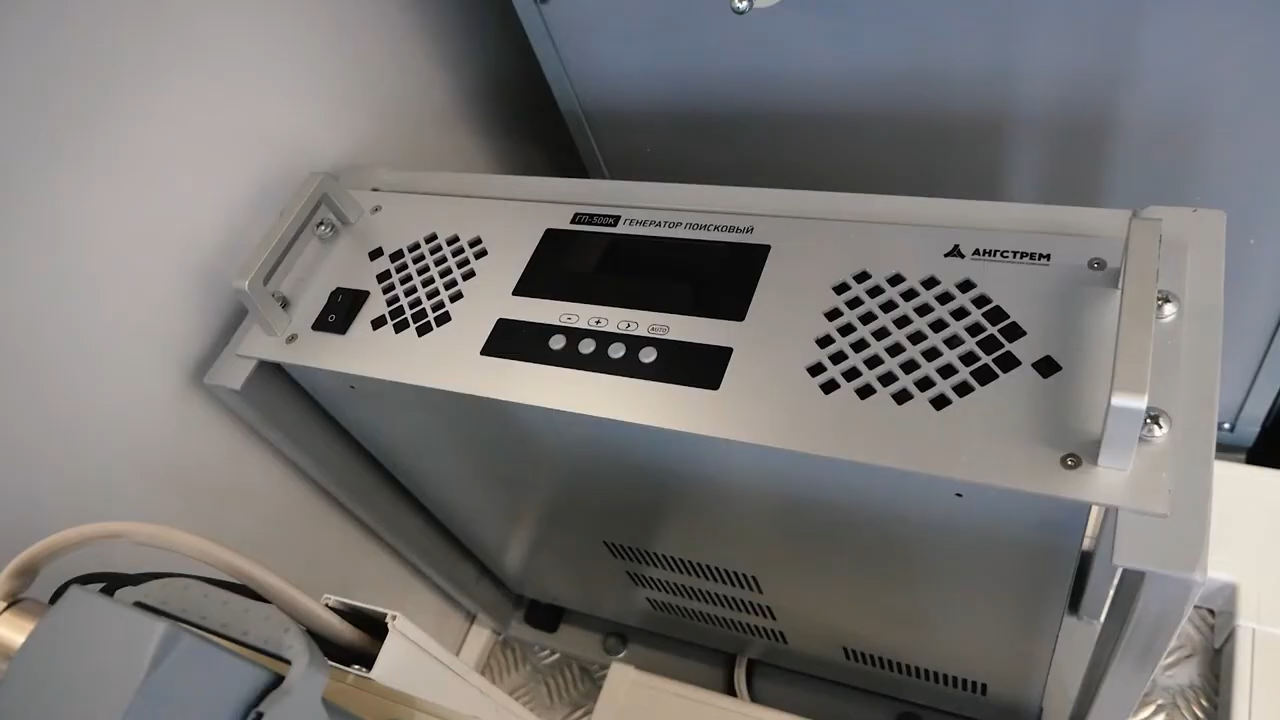 ГП-500К ГЕНЕРАТОР ПОИСКОВЫЙ
АНГСТРЕМ
- + > AUTO
I
O